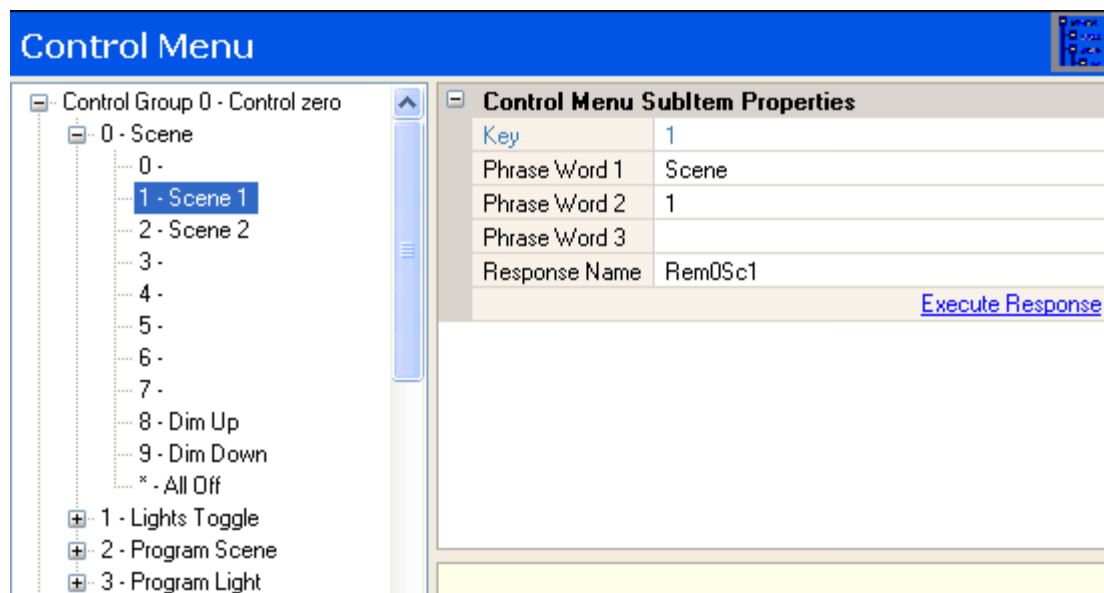 Control Menu
Control Group 0 - Control zero
0 - Scene
0 -
1 - Scene 1
2 - Scene 2
3 -
4 -
5 -
6 -
7 -
8 - Dim Up
9 - Dim Down
* - All Off
1 - Lights Toggle
2 - Program Scene
3 - Program Light
Control Menu SubItem Properties
Key 1
Phrase Word 1 Scene
Phrase Word 2 1
Phrase Word 3
Response Name Rem0Sc1
Execute Response